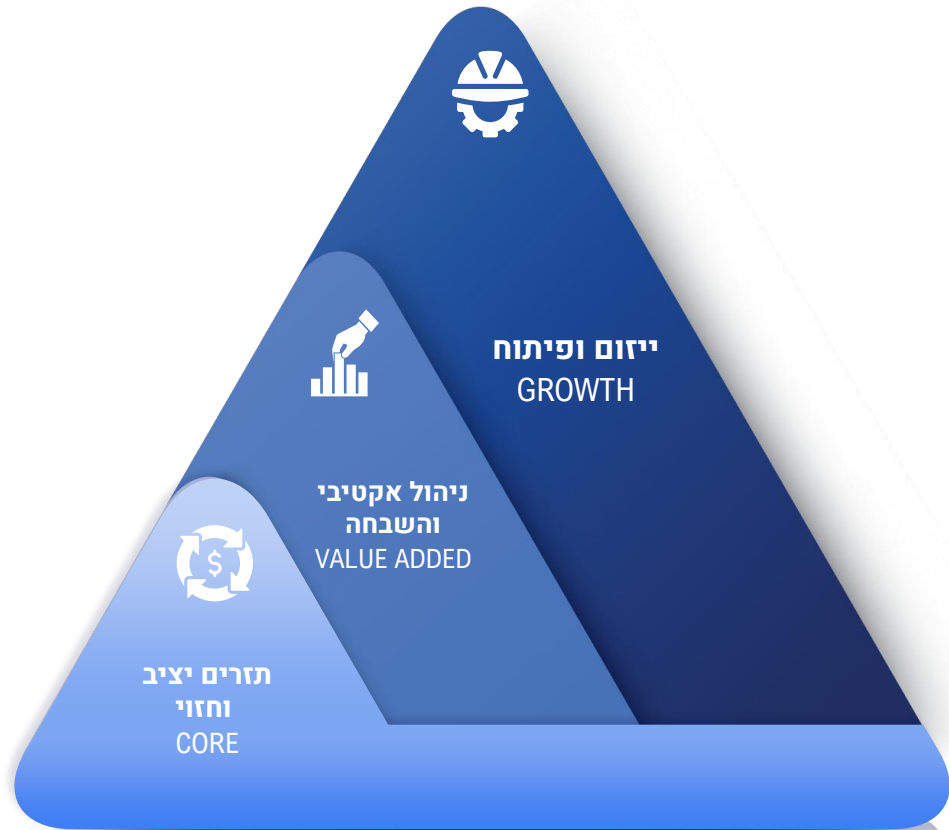 ייזום ופיתוח
GROWTH
ניהול אקטיבי
והשבחה
VALUE ADDED
$
תזרים יציב
וחזוי
CORE